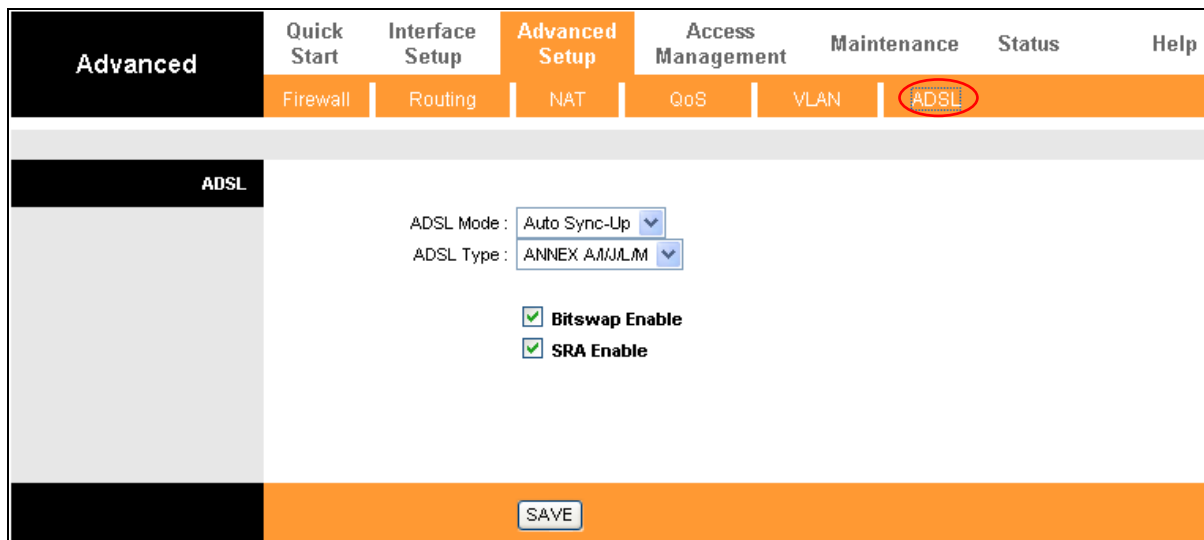 Advanced
Quick Start
Interface Setup
Advanced Setup
Access Management
Maintenance
Status
Help
Firewall
Routing
NAT
QoS
VLAN
ADSL
ADSL
ADSL Mode : Auto Sync-Up
ADSL Type : ANNEX A/I/J/L/M
Bitswap Enable
SRA Enable
SAVE